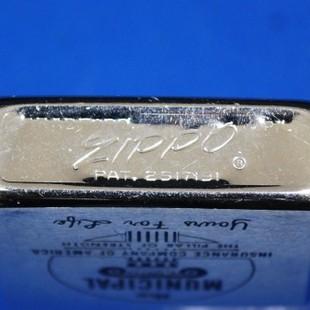 ZIPPO ®
PAT. 2517191
Yours For Life
THE PILLAR
OF STRENGTH
INSURANCE COMPANY OF AMERICA
MUNICIPAL